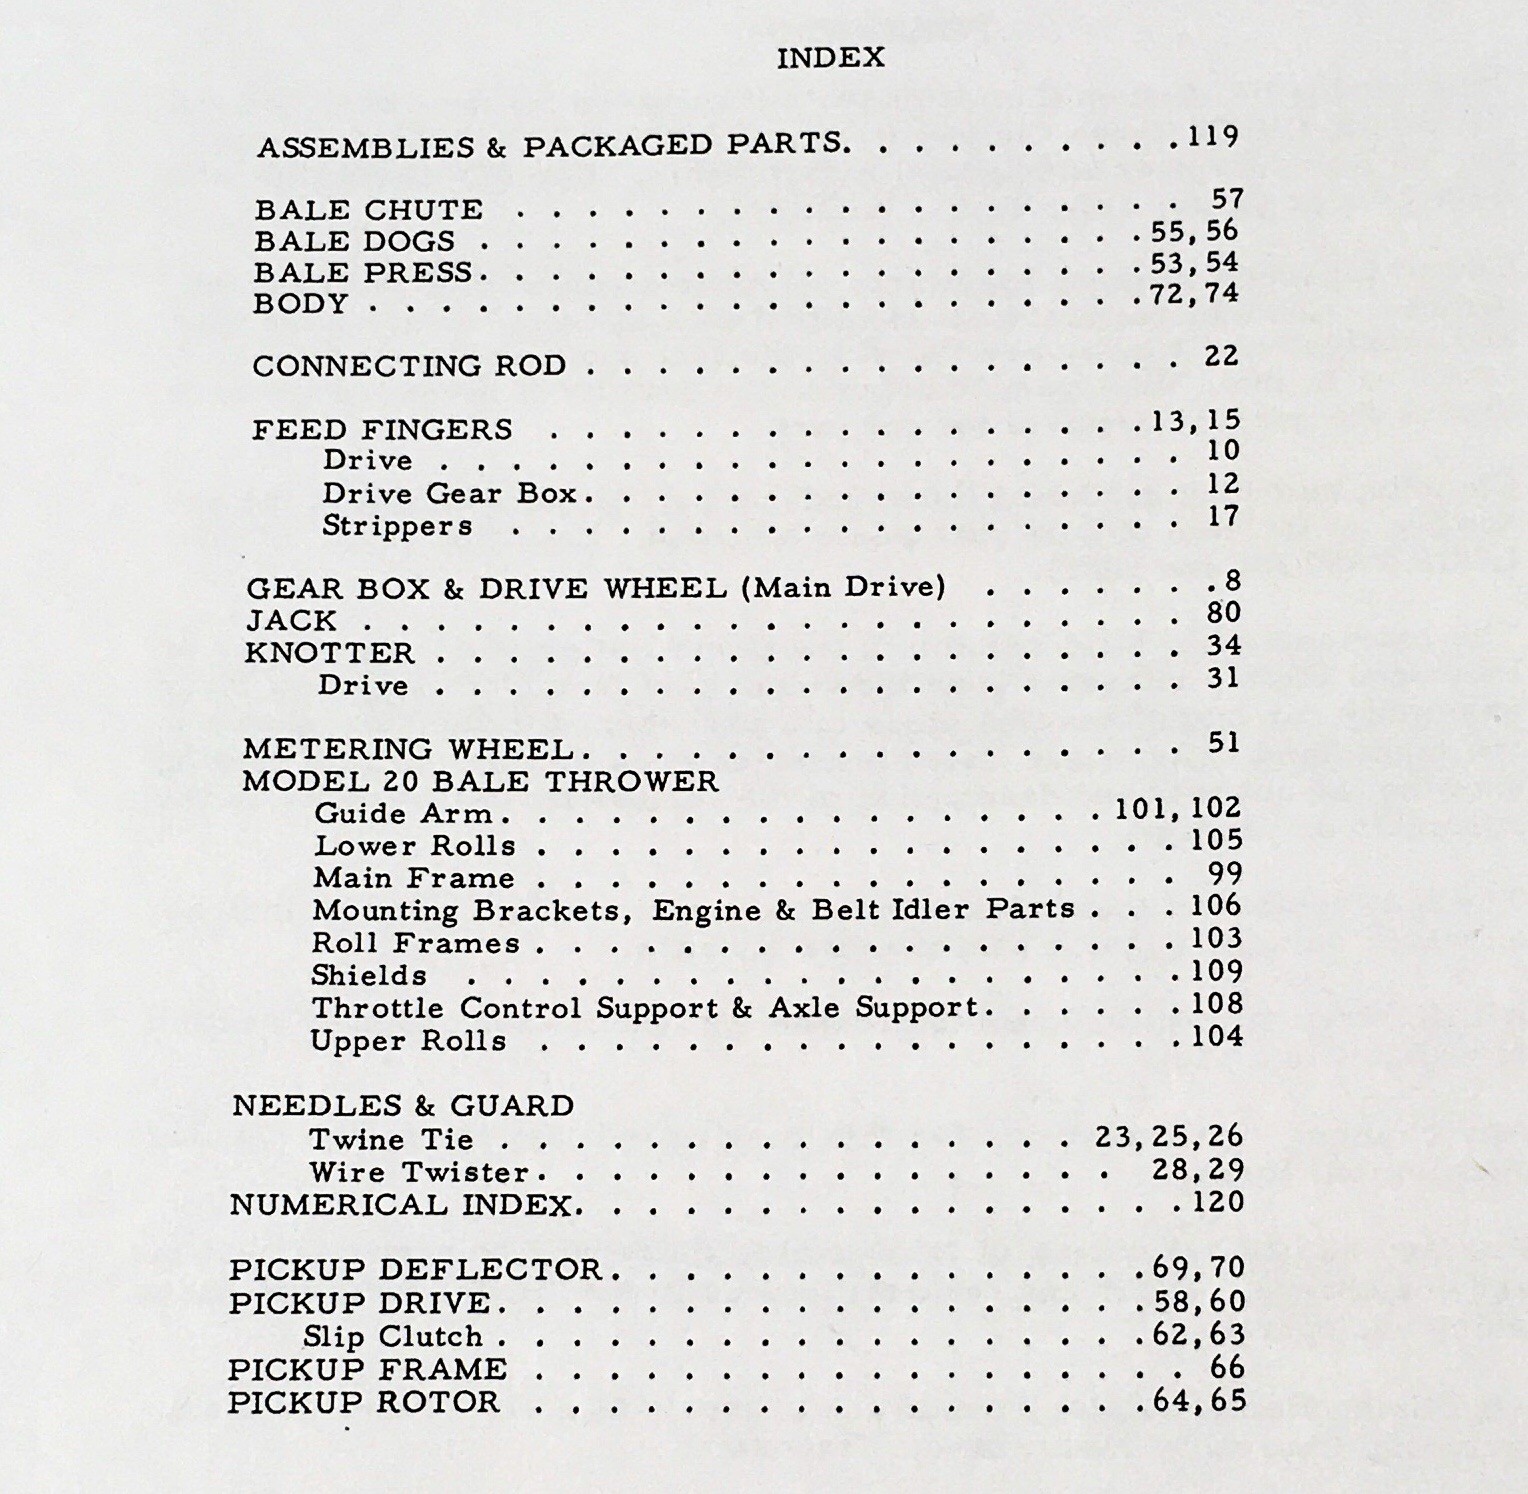 INDEX
ASSEMBLIES & PACKAGED PARTS. . . . . . . . . . 119
BALE CHUTE . . . . . . . . . . . . . . . . . . . 57
BALE DOGS . . . . . . . . . . . . . . . . . . . 55, 56
BALE PRESS. . . . . . . . . . . . . . . . . . . 53, 54
BODY . . . . . . . . . . . . . . . . . . . . . . 72, 74
CONNECTING ROD . . . . . . . . . . . . . . . . . 22
FEED FINGERS . . . . . . . . . . . . . . . . . 13, 15
Drive . . . . . . . . . . . . . . . . . . . . . 10
Drive Gear Box. . . . . . . . . . . . . . . . . 12
Strippers . . . . . . . . . . . . . . . . . . . 17
GEAR BOX & DRIVE WHEEL (Main Drive) . . . . . . . 8
JACK . . . . . . . . . . . . . . . . . . . . . . . 80
KNOTTER . . . . . . . . . . . . . . . . . . . . . 34
Drive . . . . . . . . . . . . . . . . . . . . . 31
METERING WHEEL. . . . . . . . . . . . . . . . . 51
MODEL 20 BALE THROWER
Guide Arm. . . . . . . . . . . . . . . . . 101, 102
Lower Rolls . . . . . . . . . . . . . . . . . . 105
Main Frame . . . . . . . . . . . . . . . . . . 99
Mounting Brackets, Engine & Belt Idler Parts . . . 106
Roll Frames . . . . . . . . . . . . . . . . . . 103
Shields . . . . . . . . . . . . . . . . . . . . 109
Throttle Control Support & Axle Support. . . . . . 108
Upper Rolls . . . . . . . . . . . . . . . . . . 104
NEEDLES & GUARD
Twine Tie . . . . . . . . . . . . . . . . 23, 25, 26
Wire Twister. . . . . . . . . . . . . . . . 28, 29
NUMERICAL INDEX. . . . . . . . . . . . . . . . . 120
PICKUP DEFLECTOR. . . . . . . . . . . . . . . 69, 70
PICKUP DRIVE. . . . . . . . . . . . . . . . . . 58, 60
Slip Clutch . . . . . . . . . . . . . . . . . . 62, 63
PICKUP FRAME . . . . . . . . . . . . . . . . . . 66
PICKUP ROTOR . . . . . . . . . . . . . . . . . 64, 65